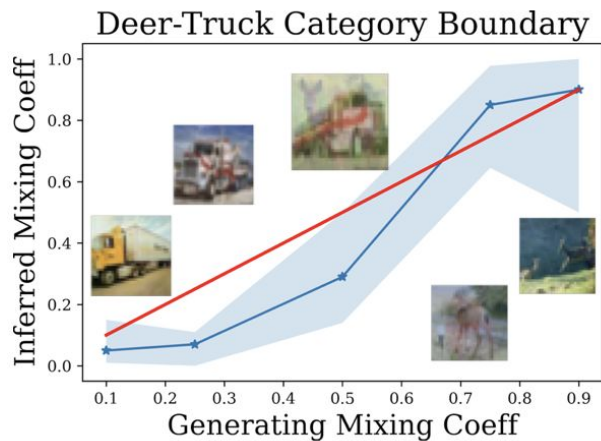 Deer-Truck Category Boundary
Inferred Mixing Coeff
1.0
0.8
0.6
0.4
0.2
0.0
0.1 0.2 0.3 0.4 0.5 0.6 0.7 0.8 0.9
Generating Mixing Coeff